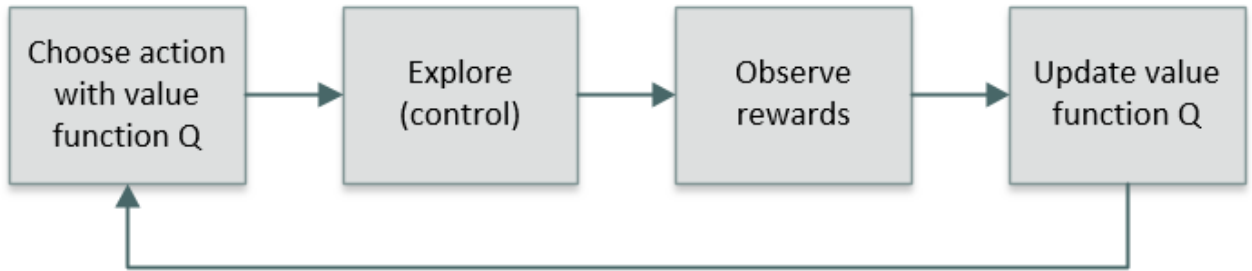 Choose action
with value
function Q
Explore
(control)
Observe
rewards
Update value
function Q